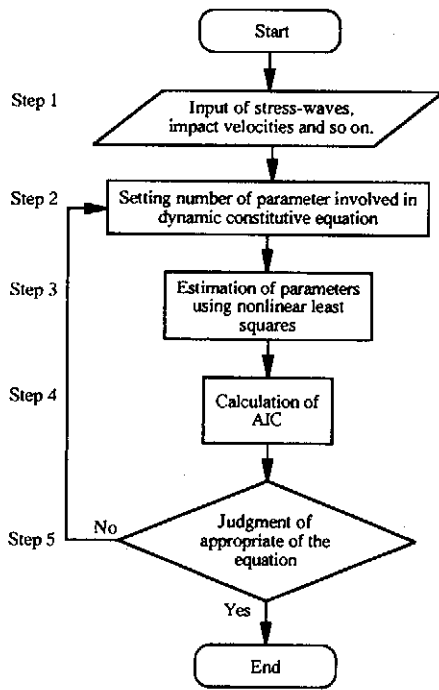 Start
Step 1
Input of stress-waves,
impact velocities and so on.
Step 2
Setting number of parameter involved in
dynamic constitutive equation
Step 3
Estimation of parameters
using nonlinear least
squares
Step 4
Calculation of
AIC
Step 5
No
Judgment of
appropriate of the
equation
Yes
End